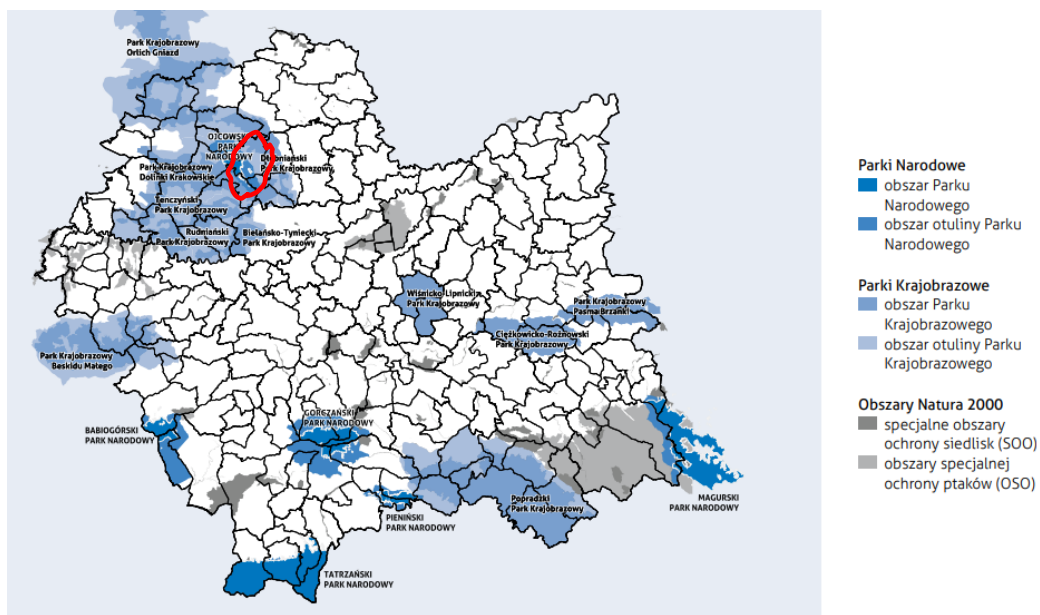 Park Krajobrazowy
Orlich Gniazd
OJCOWSKI
PARK
NARODOWY
Dłubniański
Park Krajobrazowy
Park Krajobrazowy
Dolinki Krakowskie
Tenczyński
Park Krajobrazowy
Rudniański
Park Krajobrazowy
Bielańsko-Tyniecki
Park Krajobrazowy
Wiśnicko-Lipnicki
Park Krajobrazowy
Park Krajobrazowy
Pasma Brzanki
Ciężkowicko-Rożnowski
Park Krajobrazowy
Park Krajobrazowy
Beskidu Małego
BABIOGÓRSKI
PARK NARODOWY
GORCZAŃSKI
PARK NARODOWY
Popradzki
Park Krajobrazowy
MAGURSKI
PARK NARODOWY
PIENIŃSKI
PARK NARODOWY
TATRZAŃSKI
PARK NARODOWY
Parki Narodowe
obszar Parku
Narodowego
obszar otuliny Parku
Narodowego
Parki Krajobrazowe
obszar Parku
Krajobrazowego
obszar otuliny Parku
Krajobrazowego
Obszary Natura 2000
specjalne obszary
ochrony siedlisk (SOO)
obszary specjalnej
ochrony ptaków (OSO)